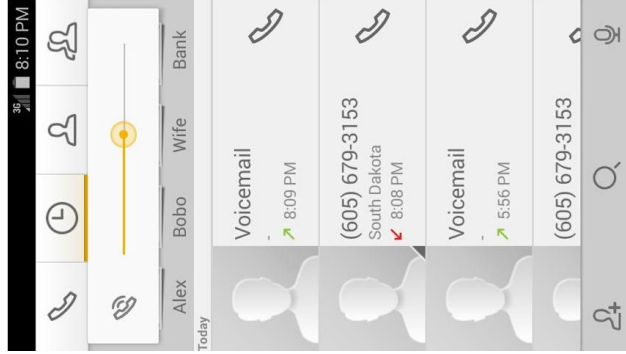 3G 8:10 PM
Alex Bobo Wife Bank
Today
Voicemail
-
8:09 PM
(605) 679-3153
South Dakota
8:08 PM
Voicemail
-
5:56 PM
(605) 679-3153